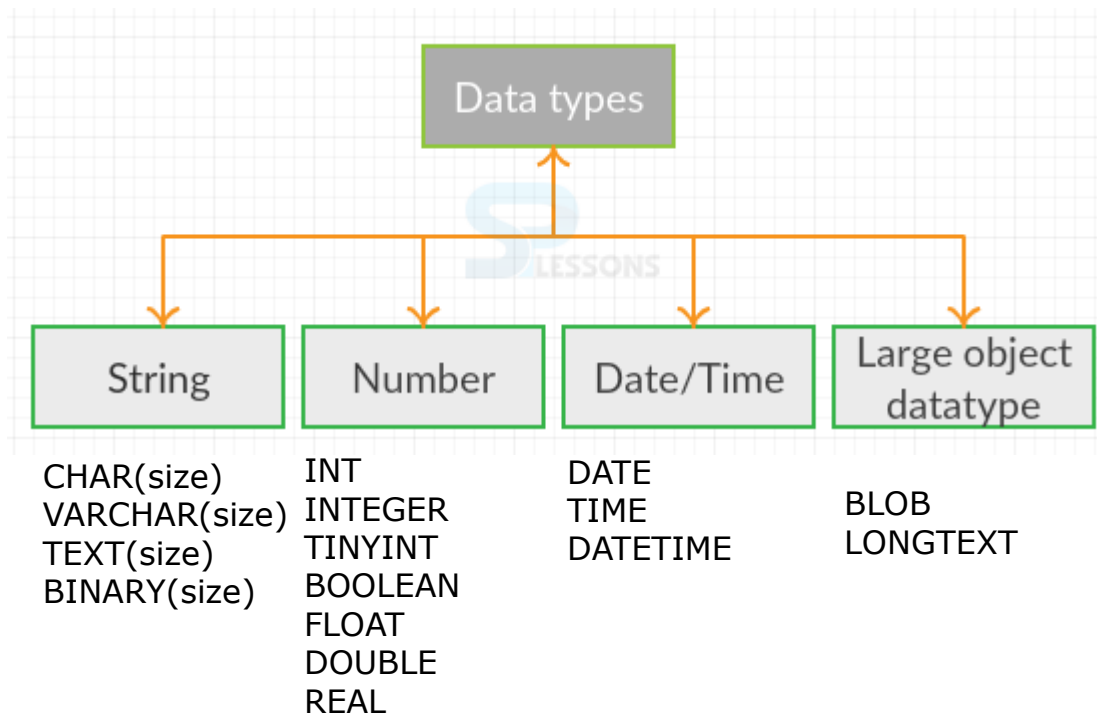 Data types
SP
LESSONS
String
Number
Date/Time
Large object
datatype
CHAR(size)
VARCHAR(size)
TEXT(size)
BINARY(size)
INT
INTEGER
TINYINT
BOOLEAN
FLOAT
DOUBLE
REAL
DATE
TIME
DATETIME
BLOB
LONGTEXT